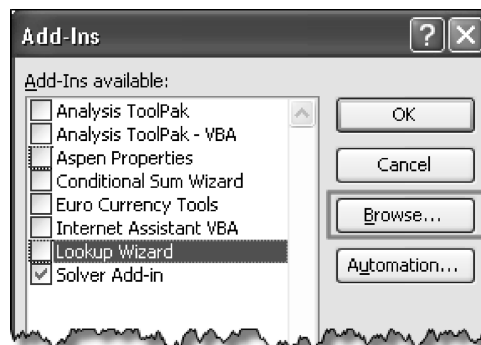 Add-Ins
Add-Ins available:
Analysis ToolPak
Analysis ToolPak - VBA
Aspen Properties
Conditional Sum Wizard
Euro Currency Tools
Internet Assistant VBA
Lookup Wizard
Solver Add-in
OK
Cancel
Browse...
Automation...